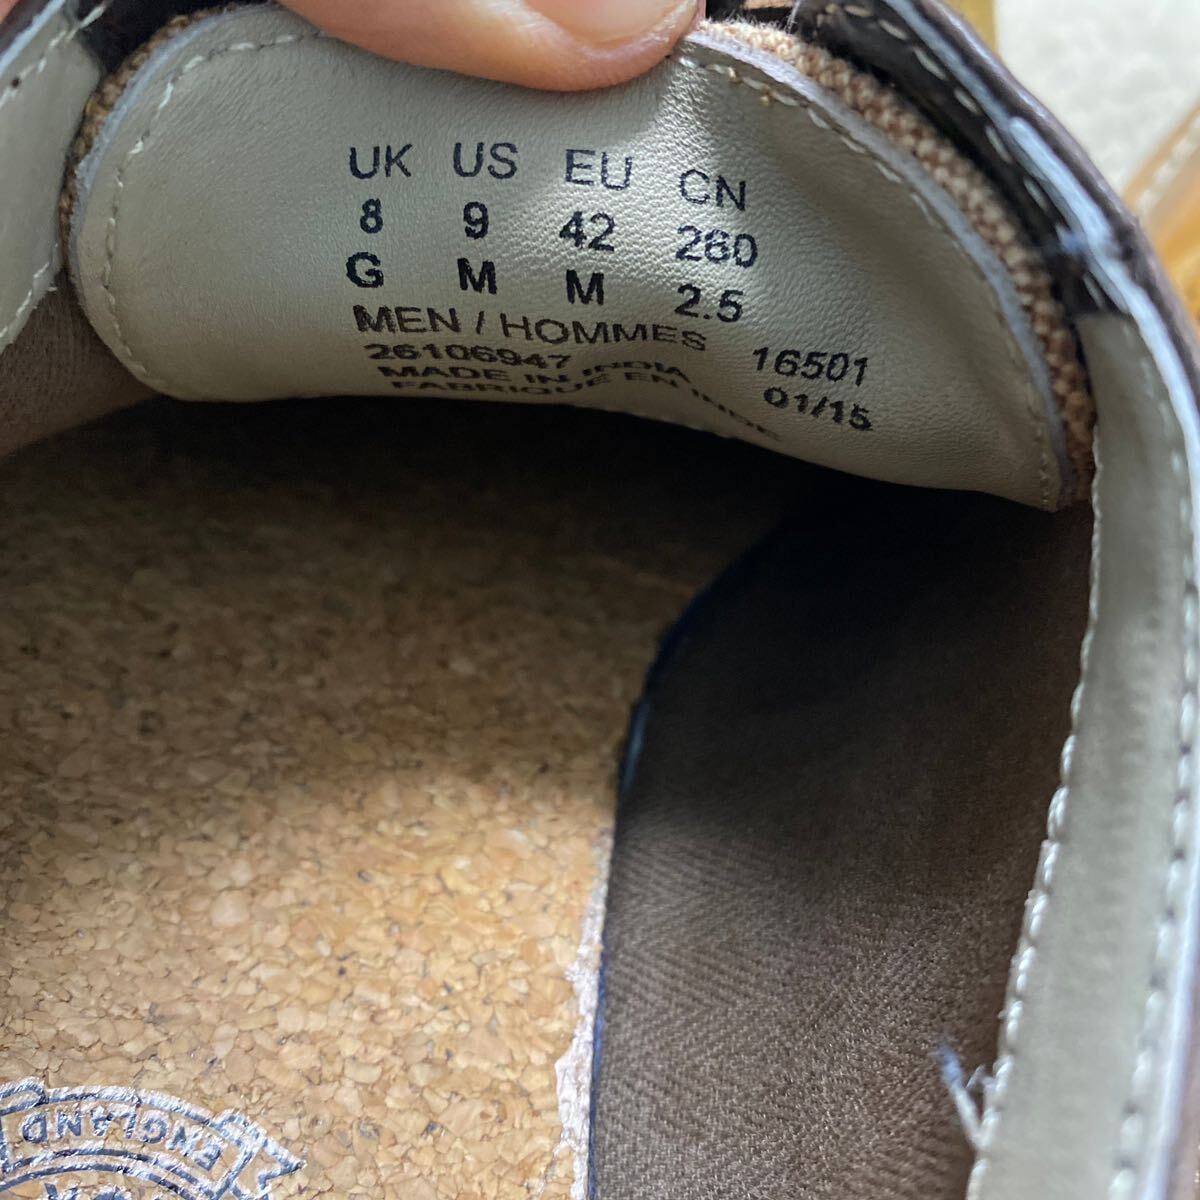 UK US EU CN
8 9 42 260
G M M 2.5
MEN / HOMMES 16501
26106947 01/15
MADE IN INDIA
FABRIQUE EN INDE
ENGLAND